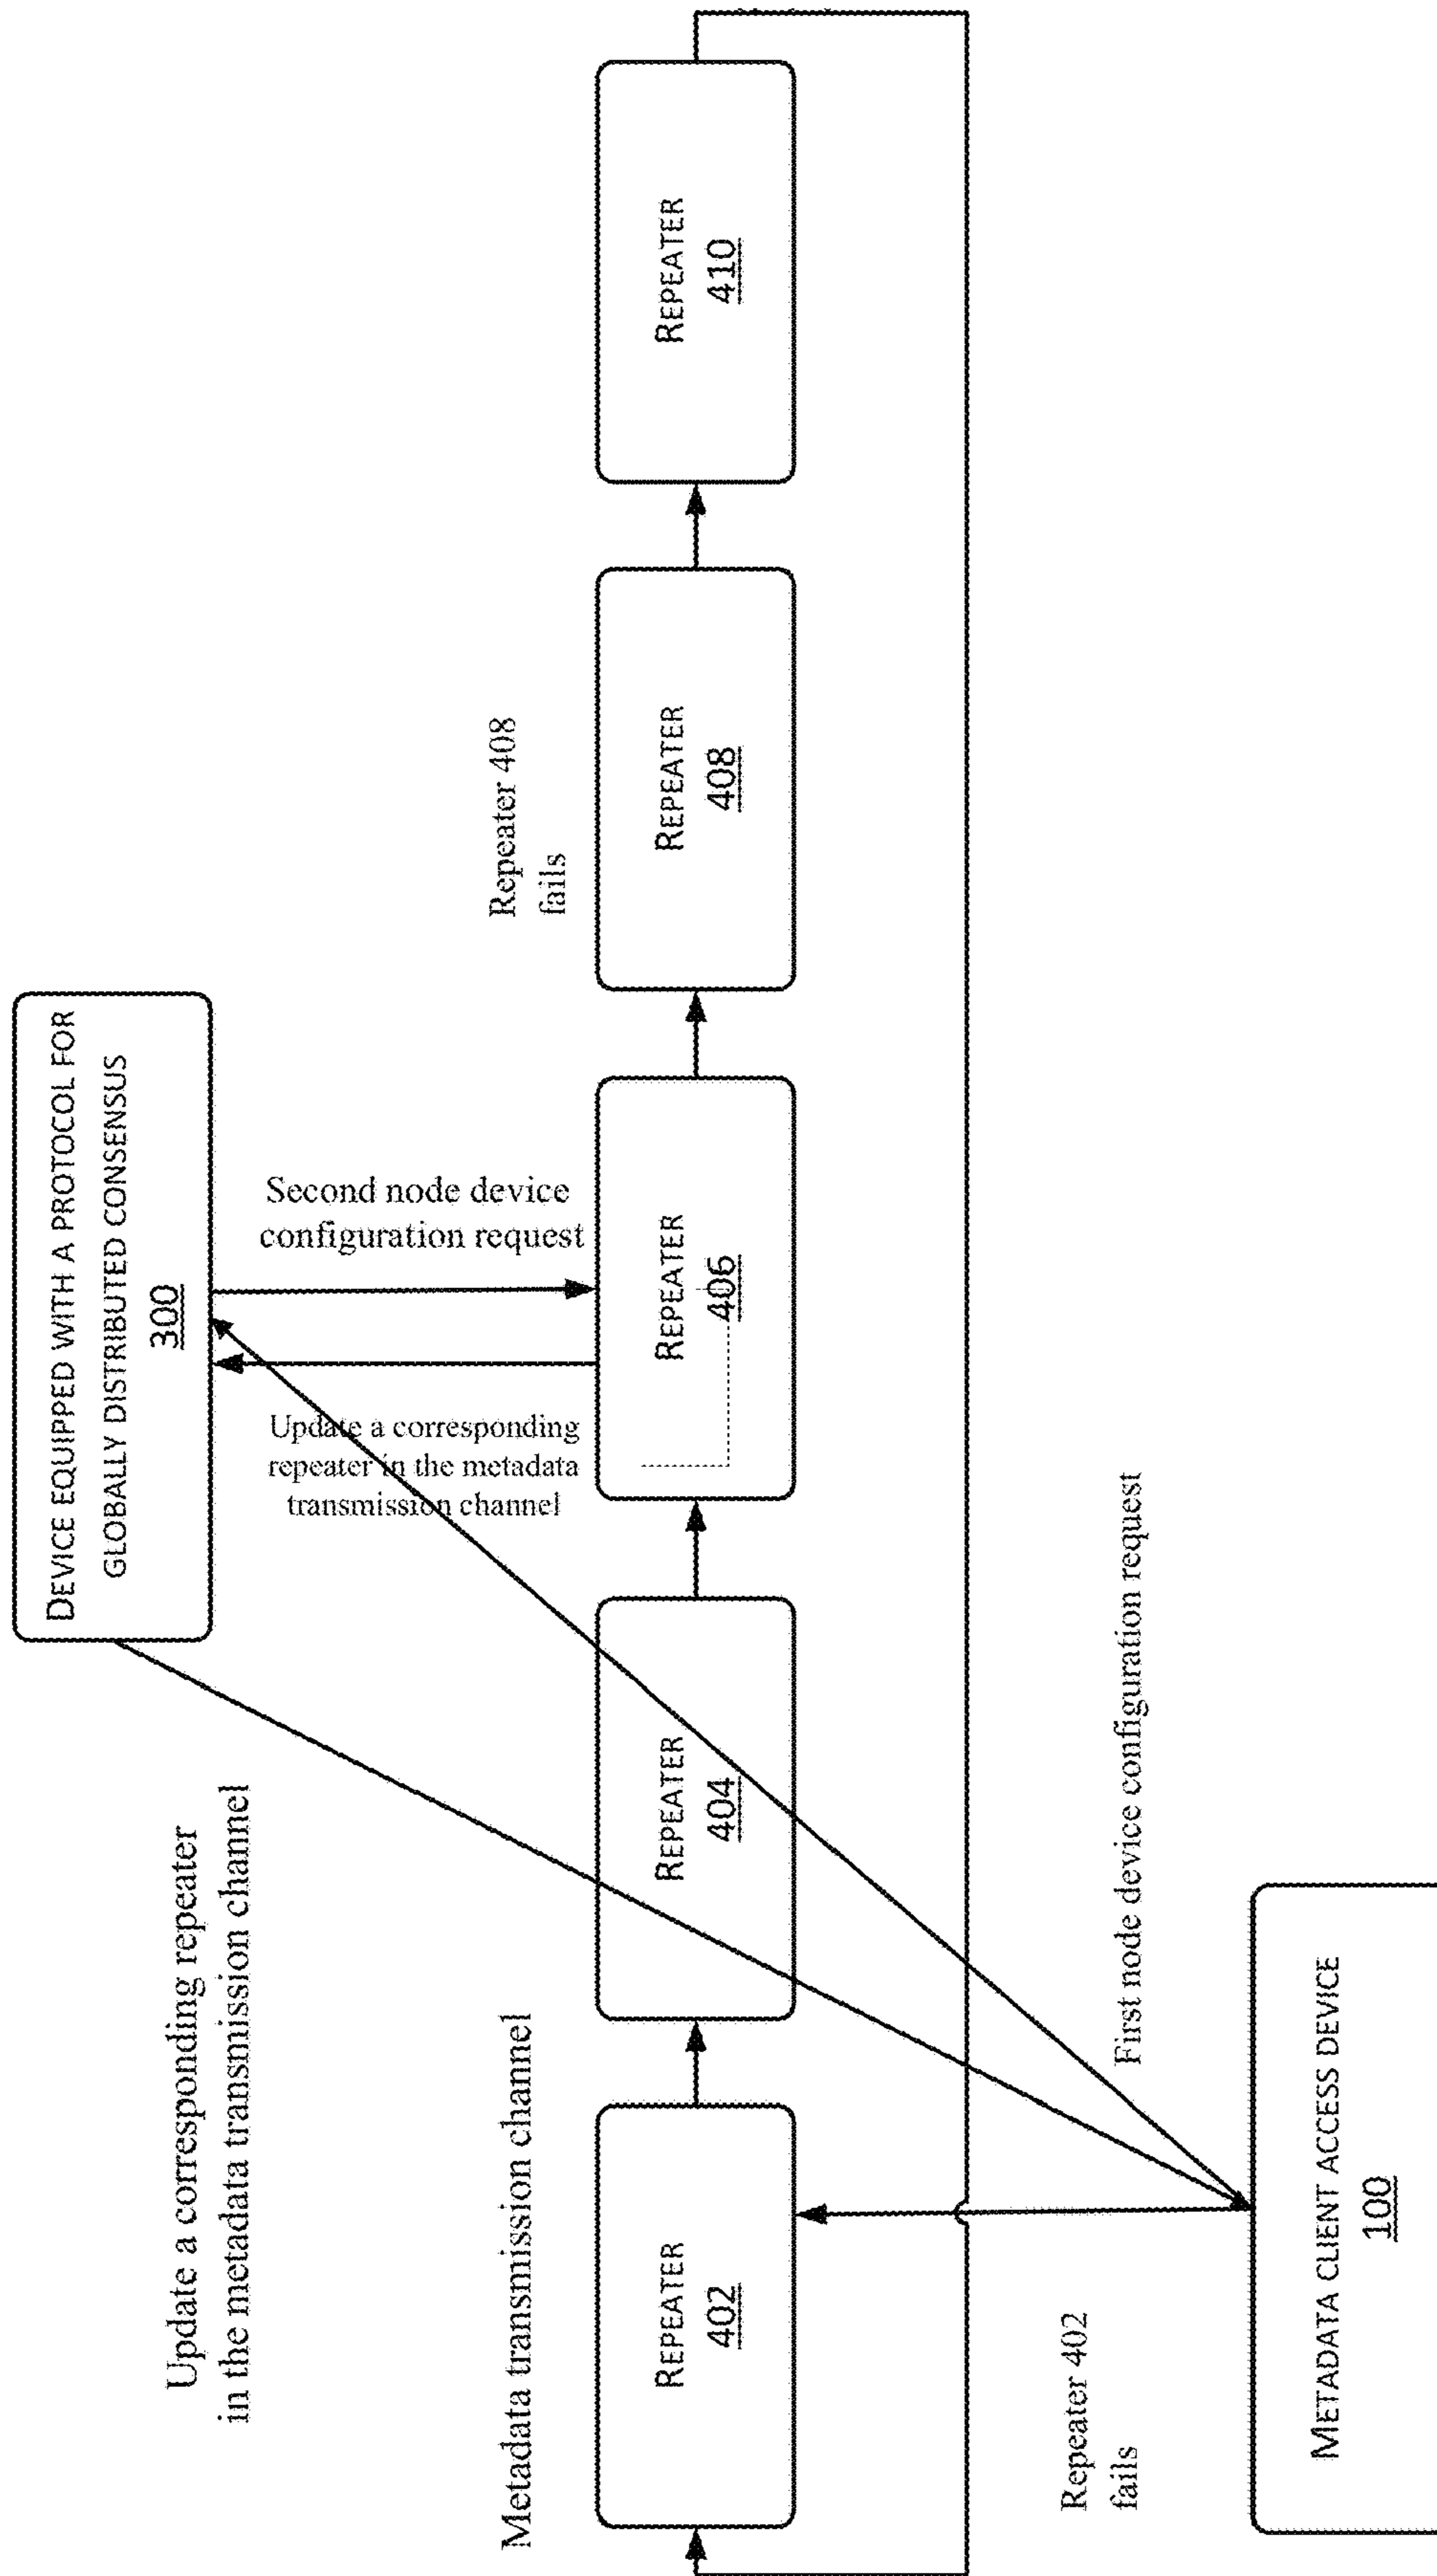 DEVICE EQUIPPED WITH A PROTOCOL FOR
GLOBALLY DISTRIBUTED CONSENSUS
300
Update a corresponding repeater
in the metadata transmission channel
Update a corresponding
repeater in the metadata
transmission channel
Second node device
configuration request
Metadata transmission channel
Repeater 408
fails
REPEATER
402
REPEATER
404
REPEATER
406
REPEATER
408
REPEATER
410
Repeater 402
fails
First node device configuration request
METADATA CLIENT ACCESS DEVICE
100